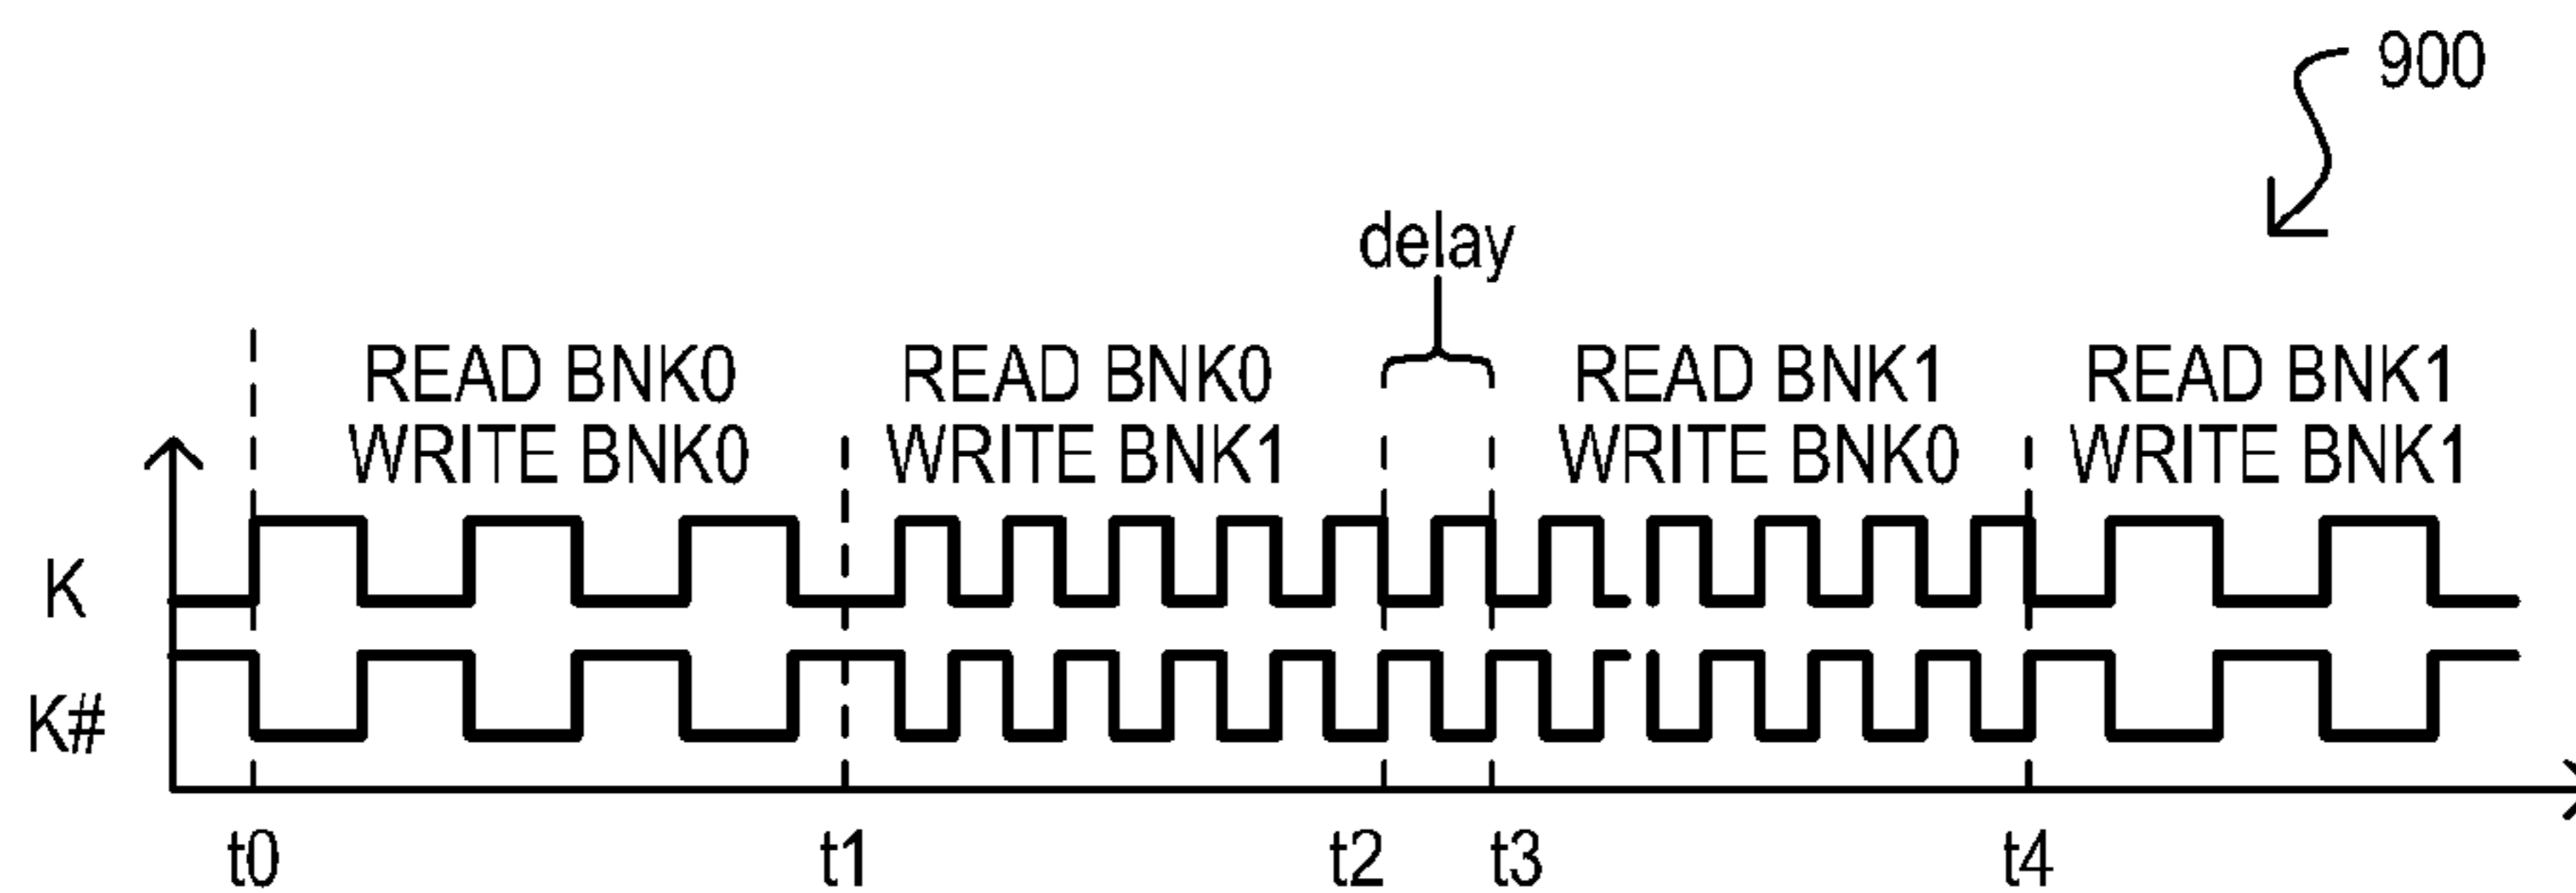 900
delay
READ BNK0 READ BNK0 READ BNK1 READ BNK1
WRITE BNK0 WRITE BNK1 WRITE BNK0 WRITE BNK1
K
K#
t0 t1 t2 t3 t4